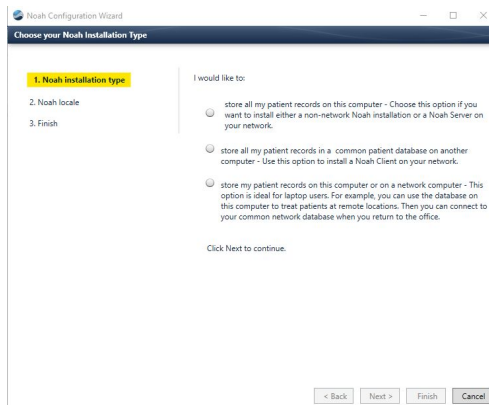 Noah Configuration Wizard
Choose your Noah Installation Type
1. Noah installation type
2. Noah locale
3. Finish
I would like to:
store all my patient records on this computer - Choose this option if you
want to install either a non-network Noah installation or a Noah Server on
your network.
store all my patient records in a common patient database on another
computer - Use this option to install a Noah Client on your network.
store my patient records on this computer or on a network computer - This
option is ideal for laptop users. For example, you can use the database on
this computer to treat patients at remote locations. Then you can connect to
your common network database when you return to the office.
Click Next to continue.
< Back Next > Finish Cancel